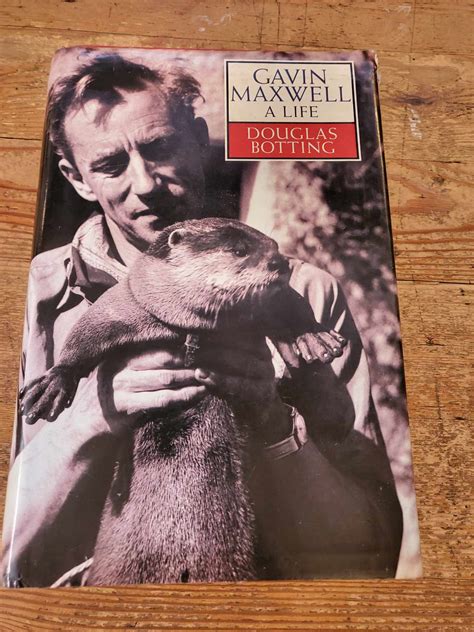 GAVIN
MAXWELL
A LIFE
DOUGLAS
BOTTING